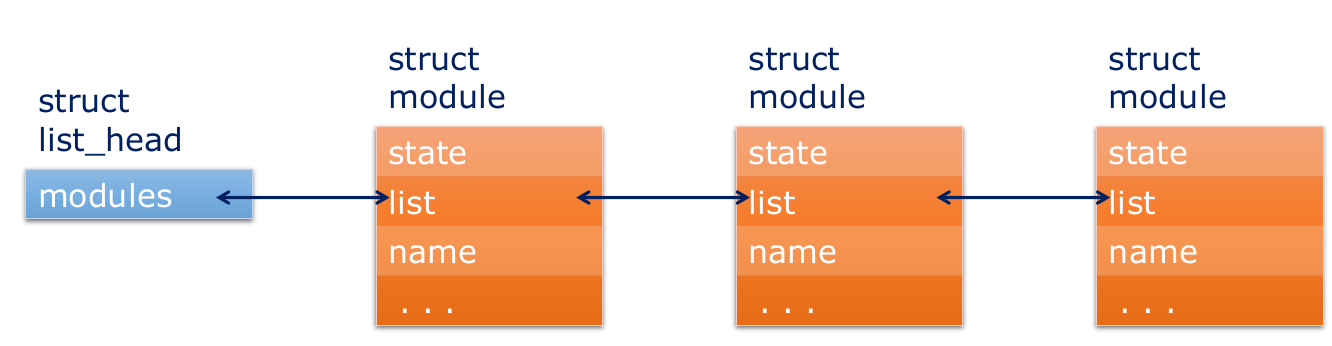 struct
list_head
modules
struct
module
state
list
name
. . .
struct
module
state
list
name
. . .
struct
module
state
list
name
. . .